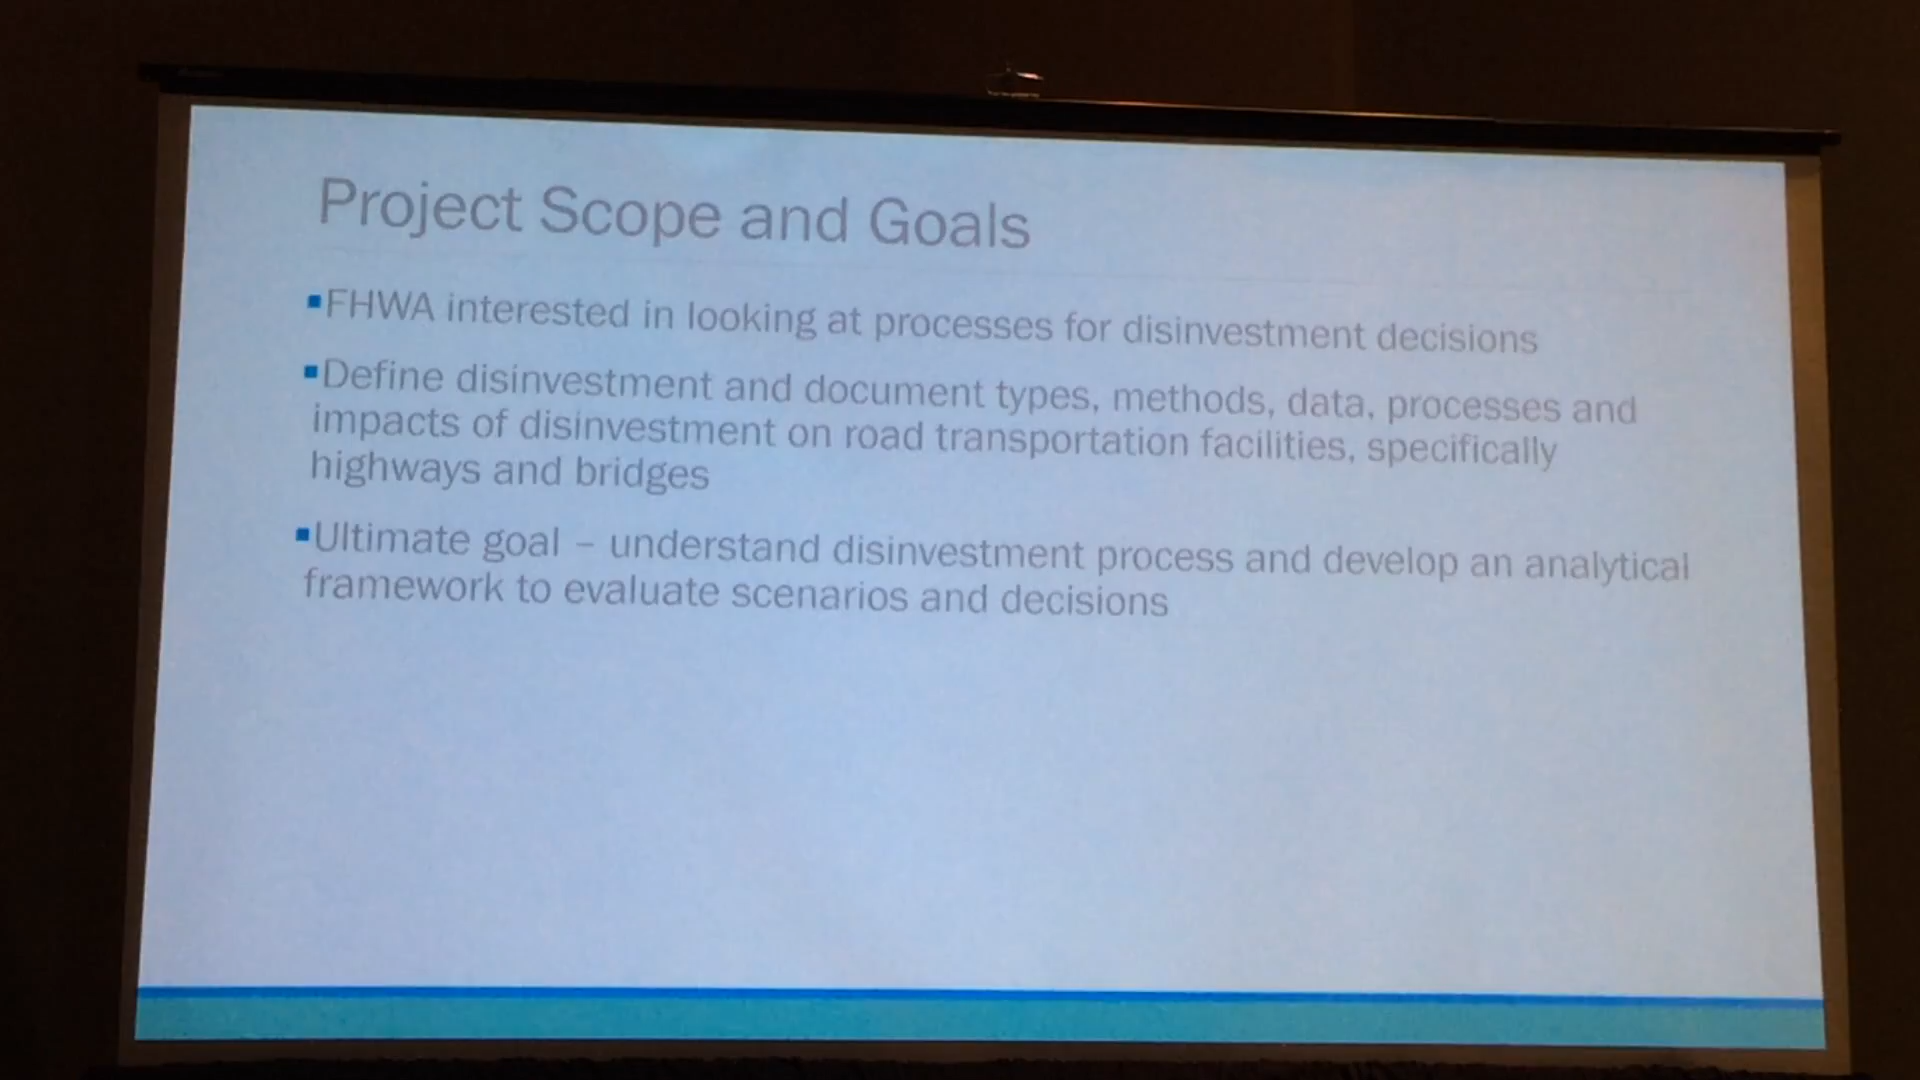 Project Scope and Goals
▪FHWA interested in looking at processes for disinvestment decisions
▪Define disinvestment and document types, methods, data, processes and
impacts of disinvestment on road transportation facilities, specifically
highways and bridges
▪Ultimate goal – understand disinvestment process and develop an analytical
framework to evaluate scenarios and decisions